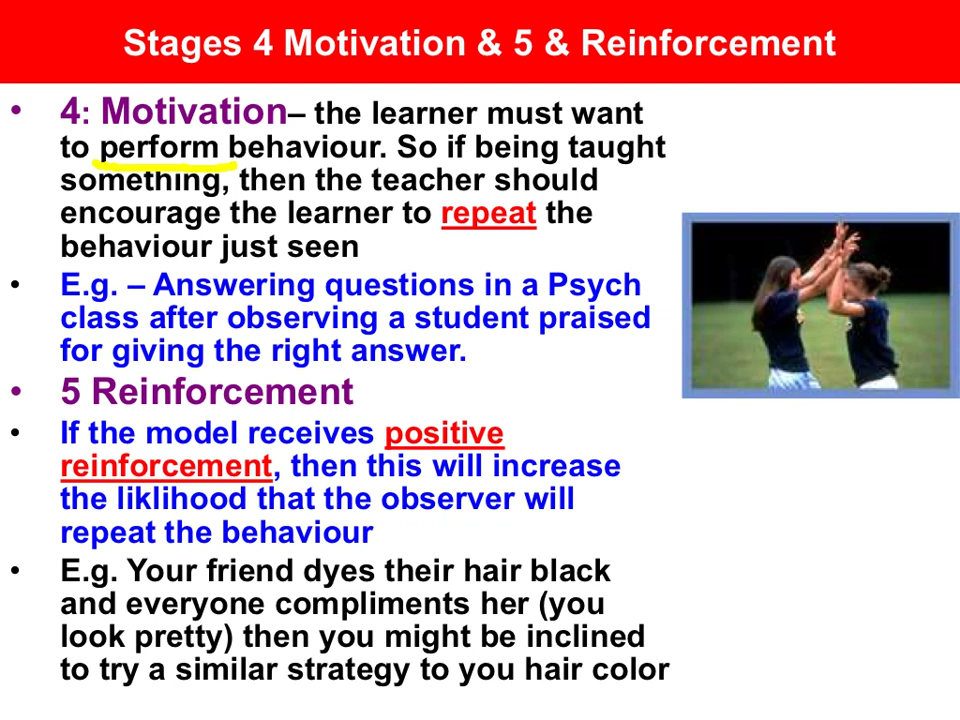 Stages 4 Motivation & 5 & Reinforcement
• 4: Motivation– the learner must want
to perform behaviour. So if being taught
something, then the teacher should
encourage the learner to repeat the
behaviour just seen
• E.g. – Answering questions in a Psych
class after observing a student praised
for giving the right answer.
• 5 Reinforcement
• If the model receives positive
reinforcement, then this will increase
the liklihood that the observer will
repeat the behaviour
• E.g. Your friend dyes their hair black
and everyone compliments her (you
look pretty) then you might be inclined
to try a similar strategy to you hair color